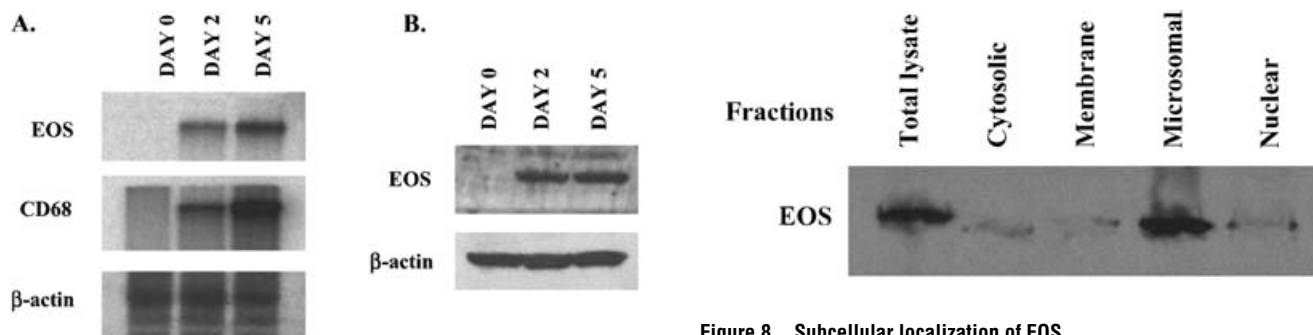 A.
DAY 0
DAY 2
DAY 5
EOS
CD68
β-actin
B.
DAY 0
DAY 2
DAY 5
EOS
β-actin
Fractions
Total lysate
Cytosolic
Membrane
Microsomal
Nuclear
EOS
Figure 8 Subcellular localization of EOS